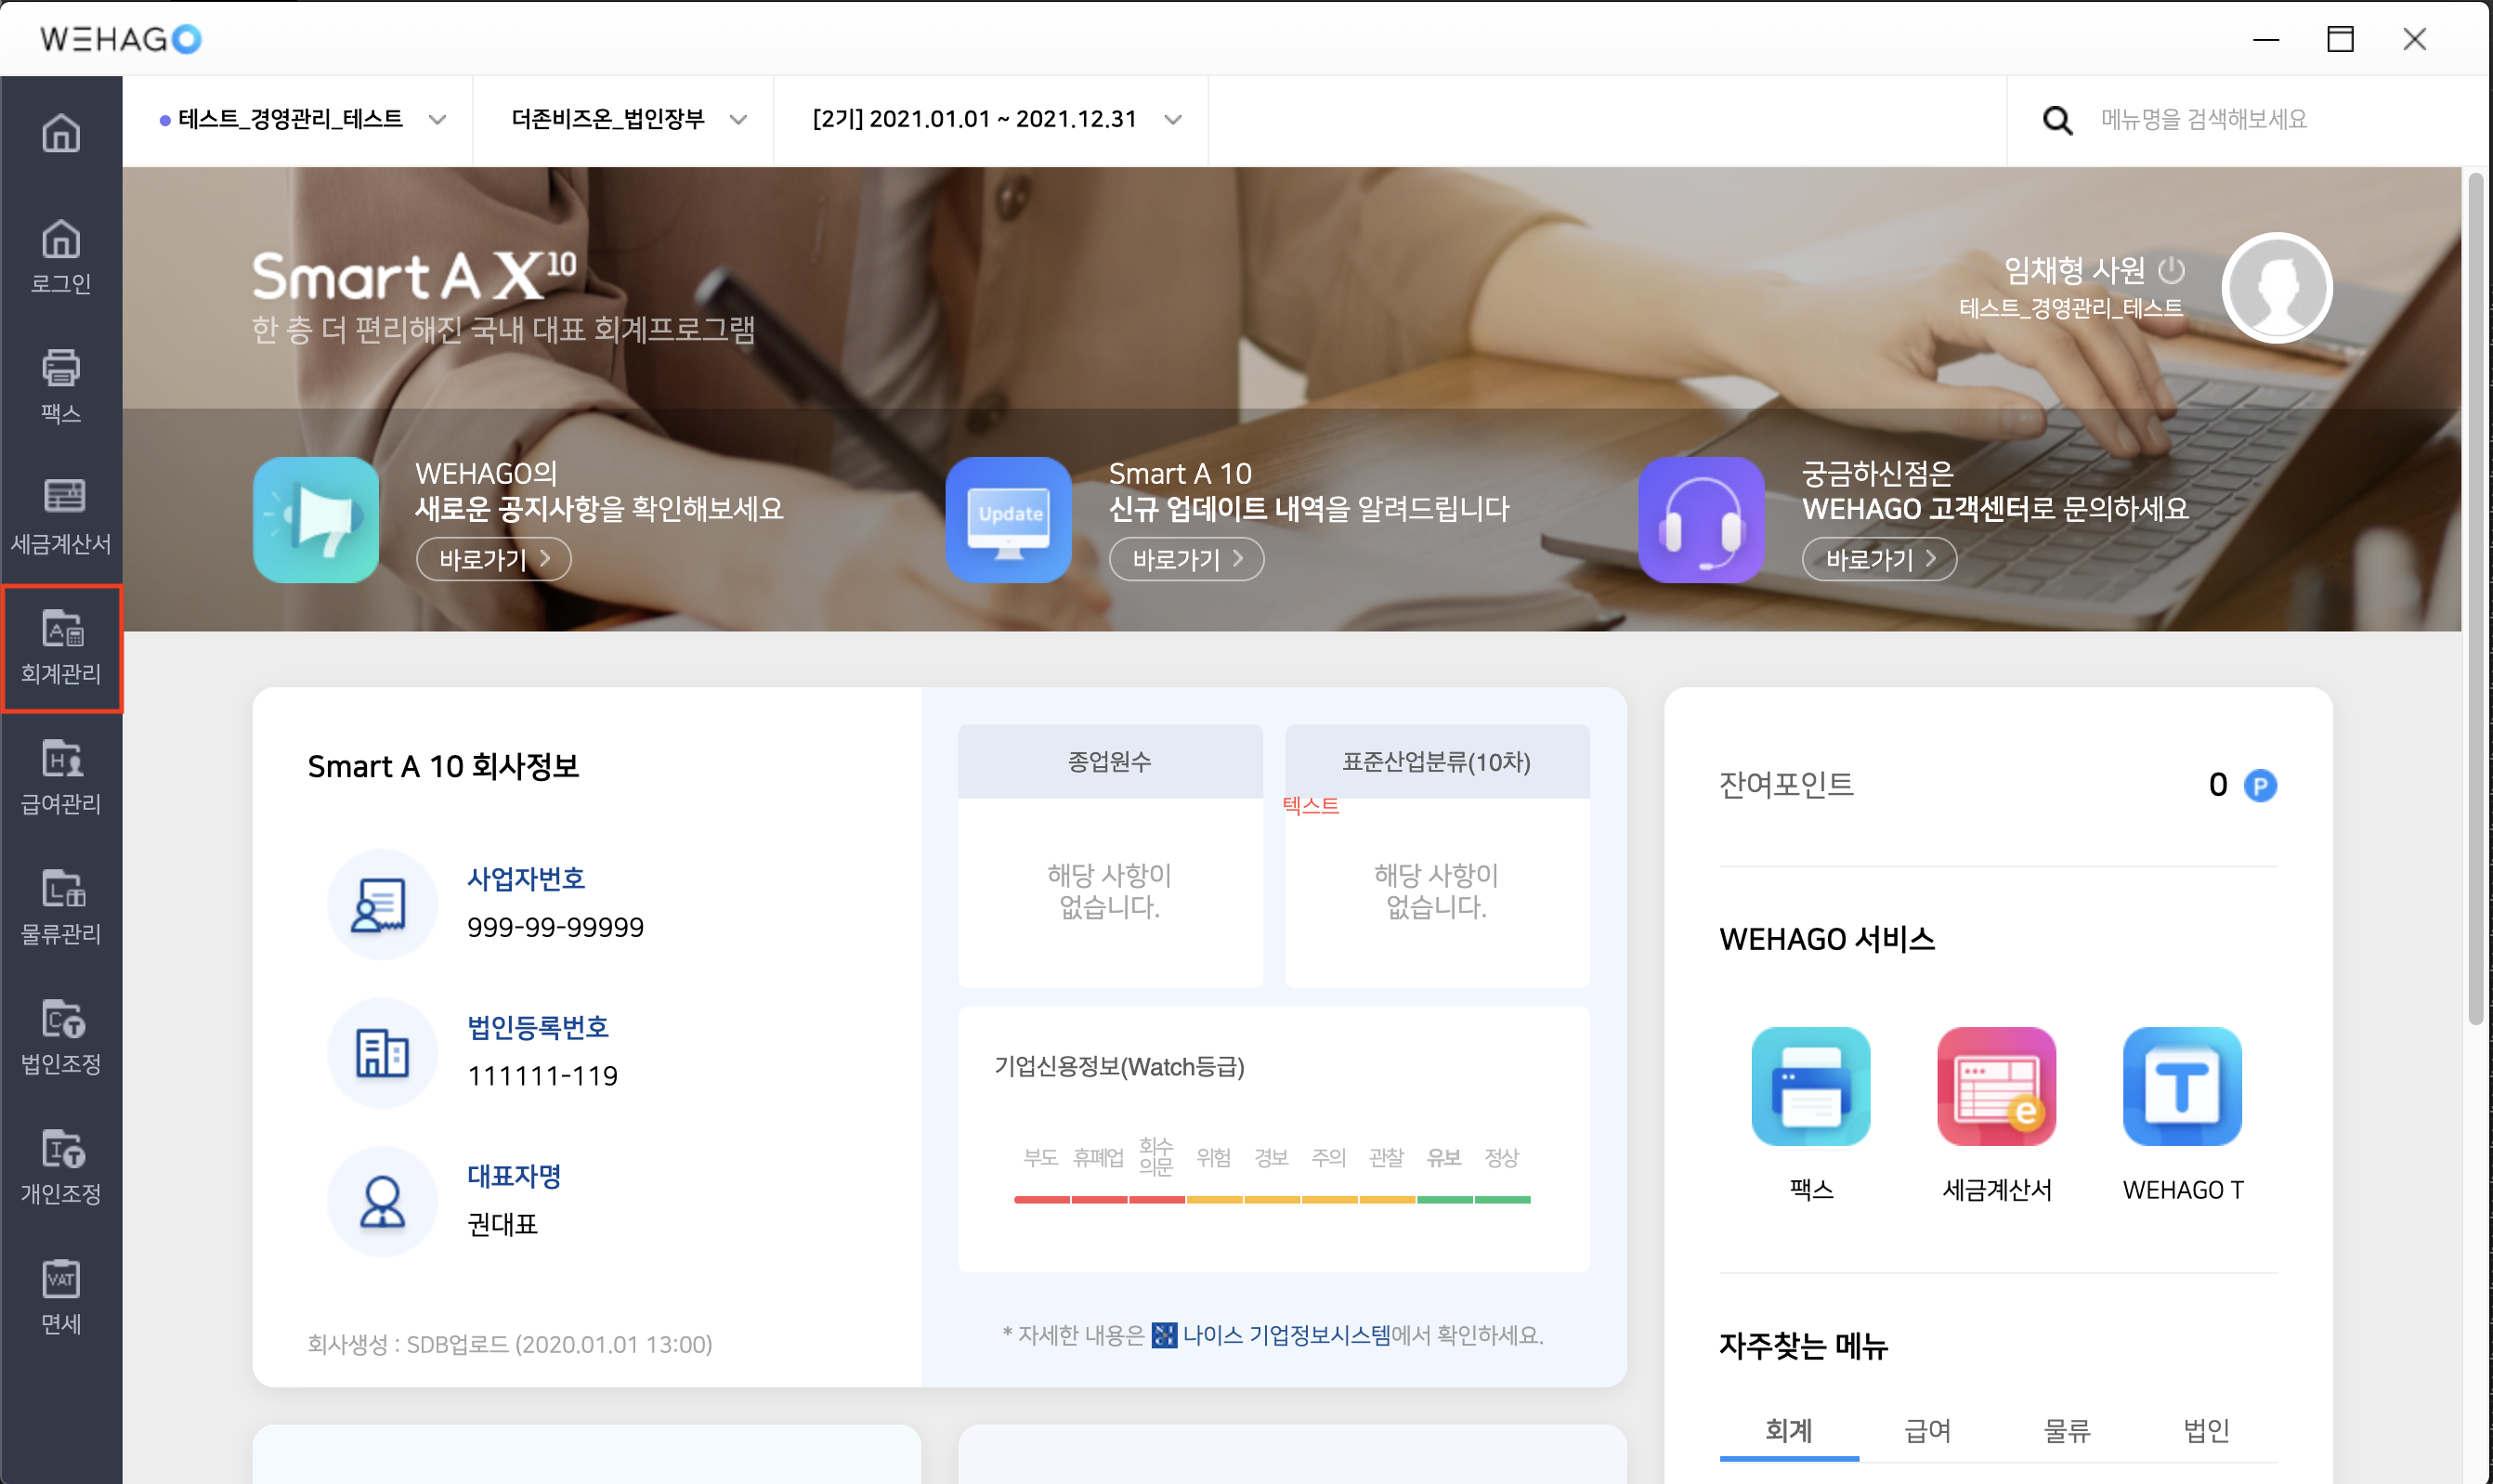 WEHAGO
테스트_경영관리_테스트
더존비즈온_법인장부
[2기] 2021.01.01 ~ 2021.12.31
메뉴명을 검색해보세요
로그인
팩스
세금계산서
회계관리
급여관리
물류관리
법인조정
개인조정
VAT
면세
Smart A X10
한 층 더 편리해진 국내 대표 회계프로그램
임채형 사원
테스트_경영관리_테스트
WEHAGO의
새로운 공지사항을 확인해보세요
바로가기
Update
Smart A 10
신규 업데이트 내역을 알려드립니다
바로가기
궁금하신점은
WEHAGO 고객센터로 문의하세요
바로가기
Smart A 10 회사정보
사업자번호
999-99-99999
법인등록번호
111111-119
대표자명
권대표
회사생성 : SDB업로드 (2020.01.01 13:00)
종업원수
해당 사항이
없습니다.
표준산업분류(10차)
텍스트
해당 사항이
없습니다.
기업신용정보(Watch등급)
부도 휴폐업 회수의문 위험 경보 주의 관찰 유보 정상
* 자세한 내용은 나이스 기업정보시스템에서 확인하세요.
잔여포인트
0 P
WEHAGO 서비스
팩스
세금계산서
WEHAGO T
자주찾는 메뉴
회계 급여 물류 법인